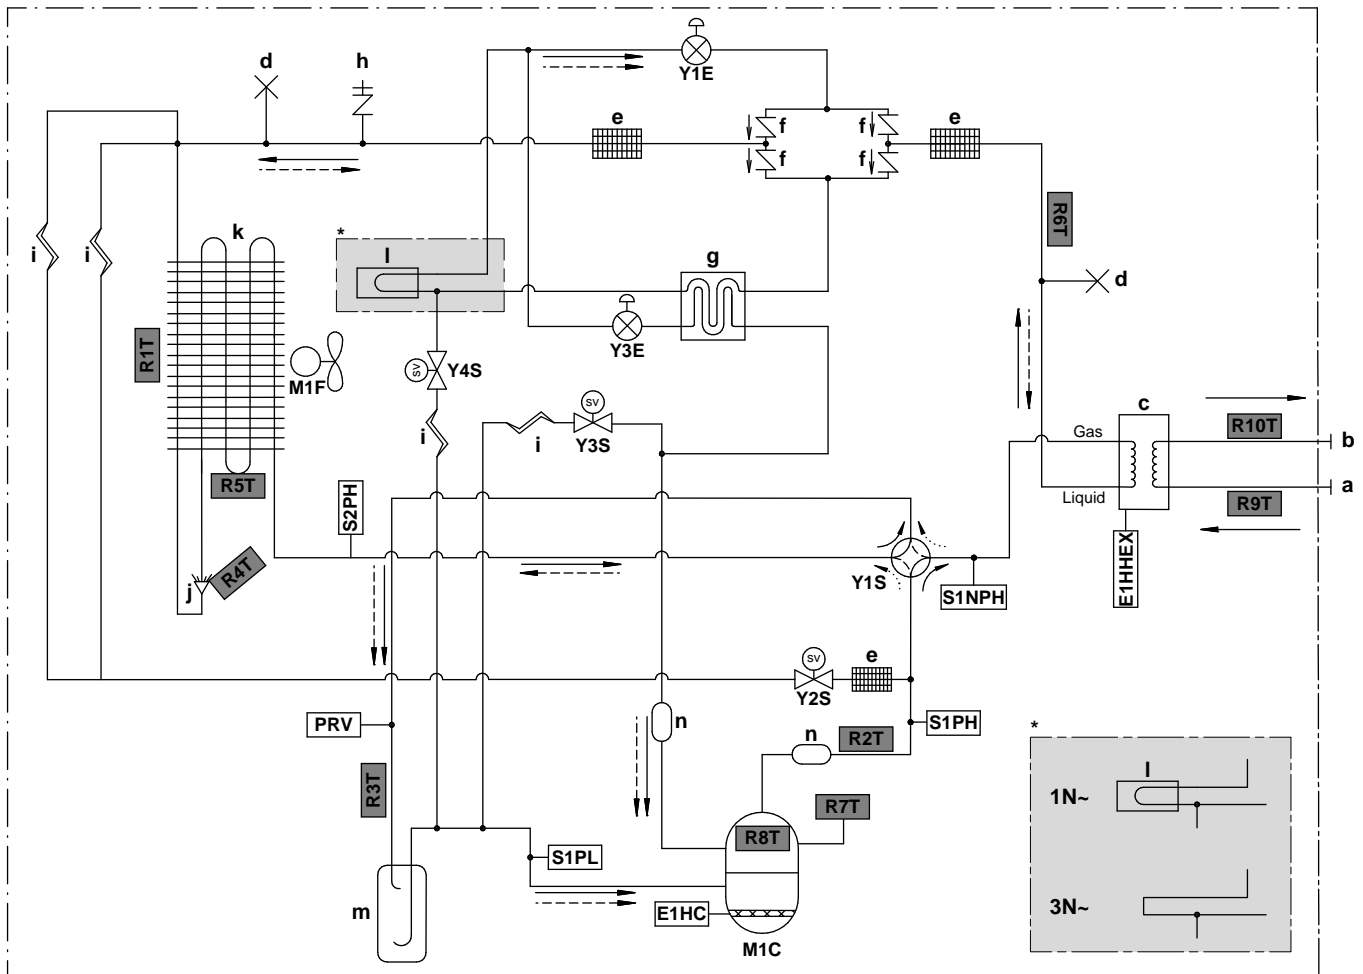 d
h
Y1E
e
f
f
e
f
f
R6T
k
i
i
*
l
g
d
R1T
M1F
Y3E
sv
Y4S
sv
c
i
i
Y3S
Gas
R10T
b
R5T
S2PH
Liquid
R9T
a
j
R4T
Y1S
S1NPH
E1HHEX
sv
e
Y2S
PRV
n
n
R2T
S1PH
*
R3T
R7T
l
1N~
R8T
S1PL
m
E1HC
3N~
M1C